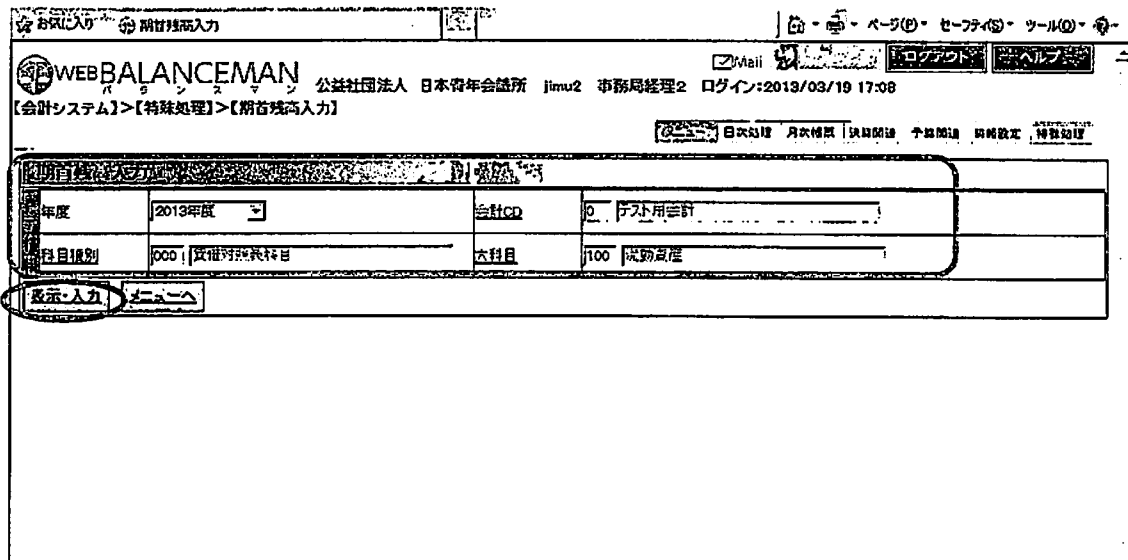 お気に入り 期首残高入力
ページ(P) セーフティ(S) ツール(O)
Mail ログアウト ヘルプ
WEBBALANCEMAN
バランスマン
公益社団法人 日本青年会議所 jimu2 事務局経理2 ログイン:2013/03/19 17:08
【会計システム】>【特殊処理】>【期首残高入力】
メニュー 日次処理 月次帳票 決算関連 予算関連 詳細設定 特殊処理
期首残高入力
年度 2013年度 会計CD 0 テスト用会計
科目種別 000 貸借対照表科目 大科目 100 流動資産
表示・入力 メニューへ